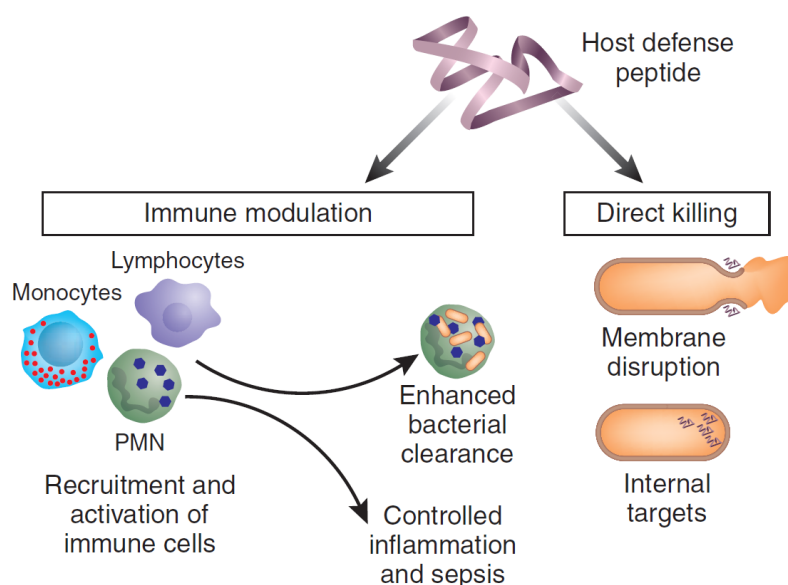 Host defense
peptide
Immune modulation
Direct killing
Lymphocytes
Monocytes
PMN
Recruitment and
activation of
immune cells
Enhanced
bacterial
clearance
Controlled
inflammation
and sepsis
Membrane
disruption
Internal
targets